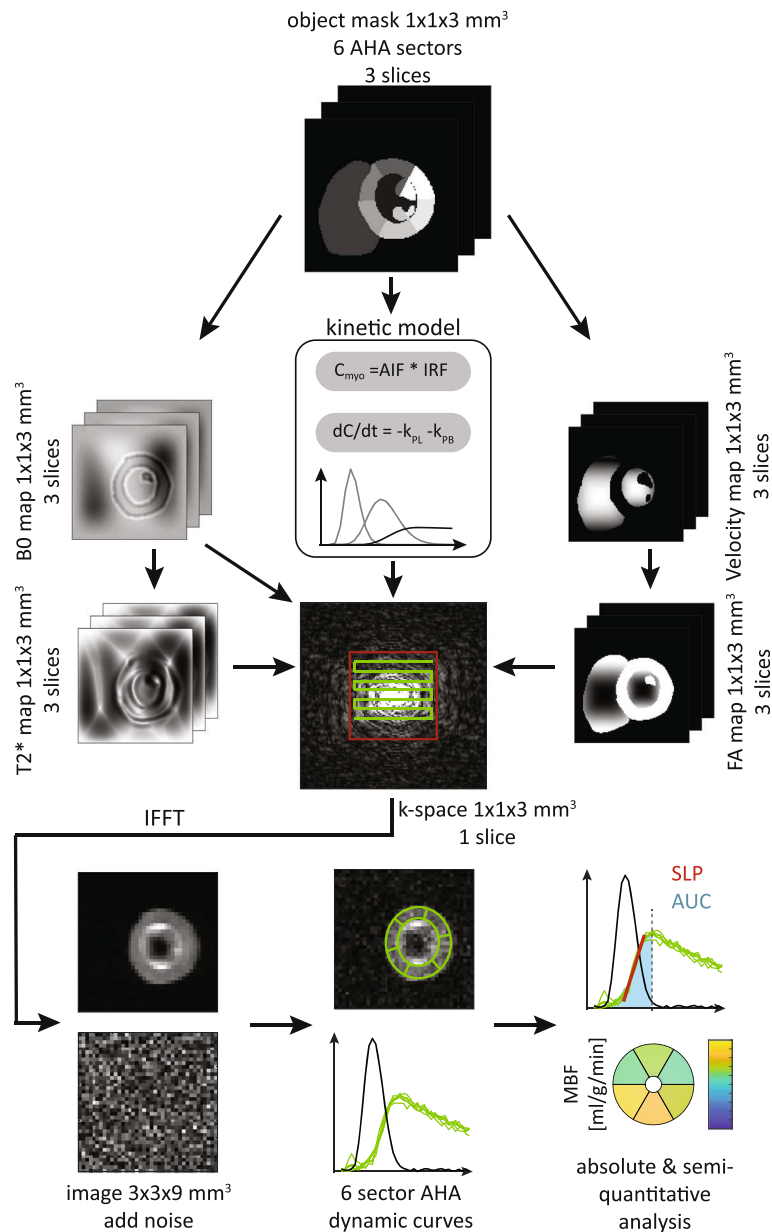 object mask 1x1x3 mm³
6 AHA sectors
3 slices
kinetic model
C_myo =AIF * IRF
dC/dt = -k_PL -k_PB
B0 map 1x1x3 mm³
3 slices
Velocity map 1x1x3 mm³
3 slices
T2* map 1x1x3 mm³
3 slices
FA map 1x1x3 mm³
3 slices
IFFT
k-space 1x1x3 mm³
1 slice
SLP
AUC
MBF
[ml/g/min]
image 3x3x9 mm³
add noise
6 sector AHA
dynamic curves
absolute & semi-
quantitative
analysis